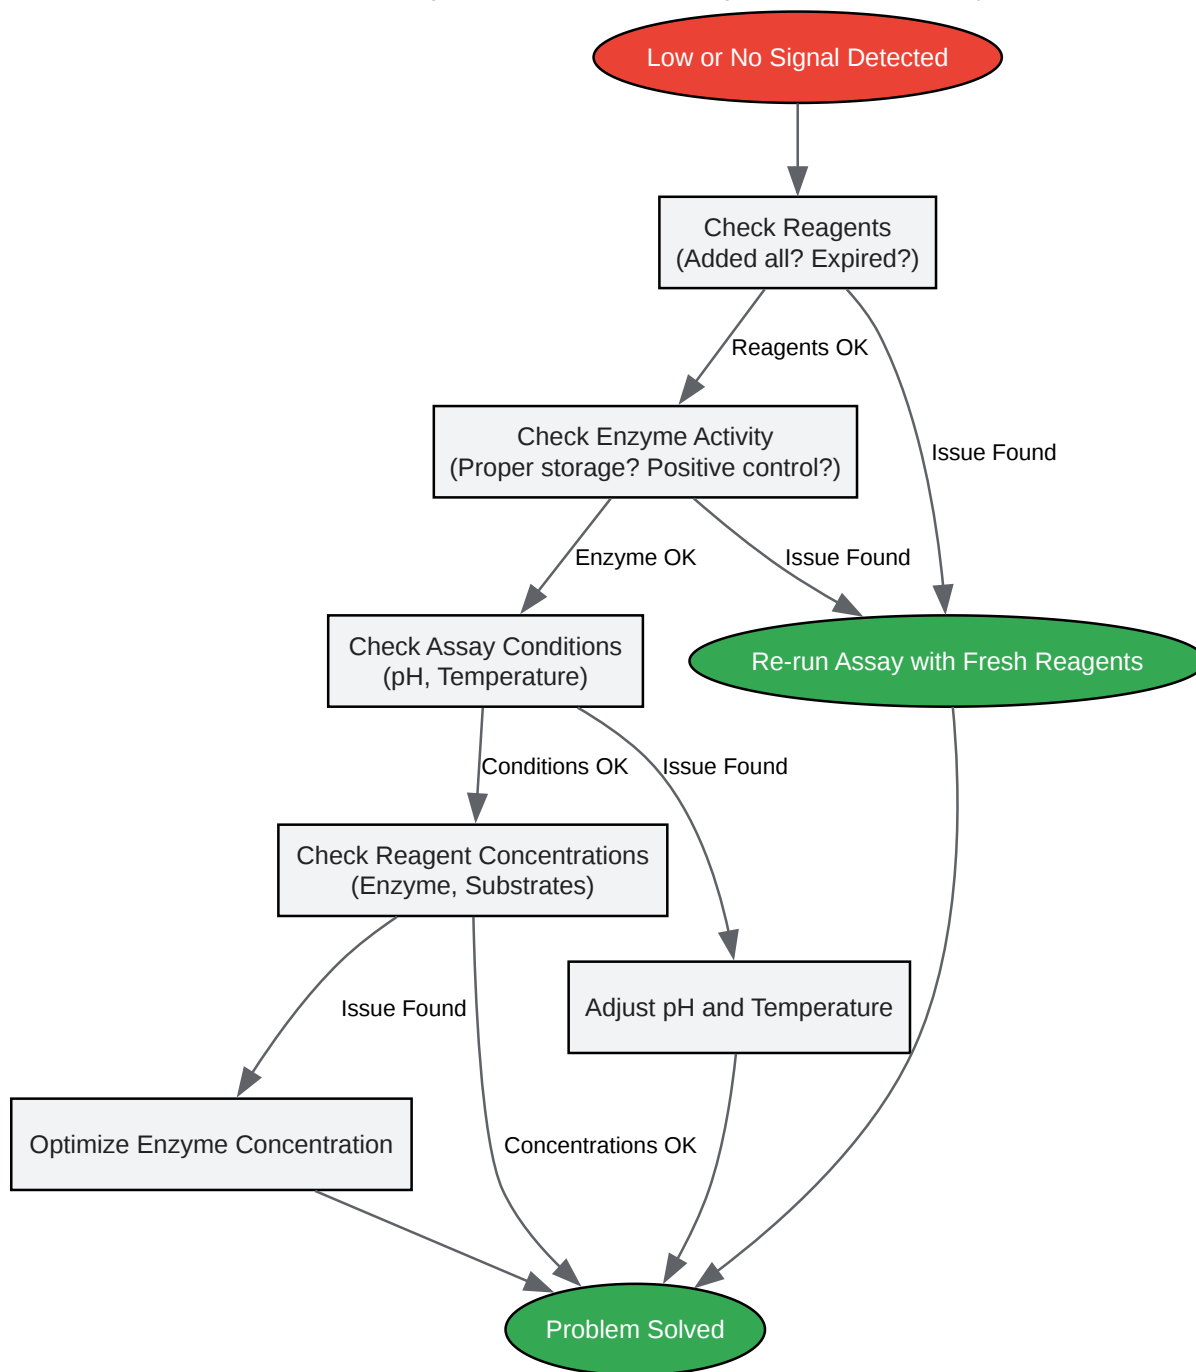 Low or No Signal Detected
Check Reagents
(Added all? Expired?)
Reagents OK
Issue Found
Check Enzyme Activity
(Proper storage? Positive control?)
Enzyme OK
Issue Found
Check Assay Conditions
(pH, Temperature)
Re-run Assay with Fresh Reagents
Conditions OK
Issue Found
Check Reagent Concentrations
(Enzyme, Substrates)
Issue Found
Adjust pH and Temperature
Optimize Enzyme Concentration
Concentrations OK
Problem Solved